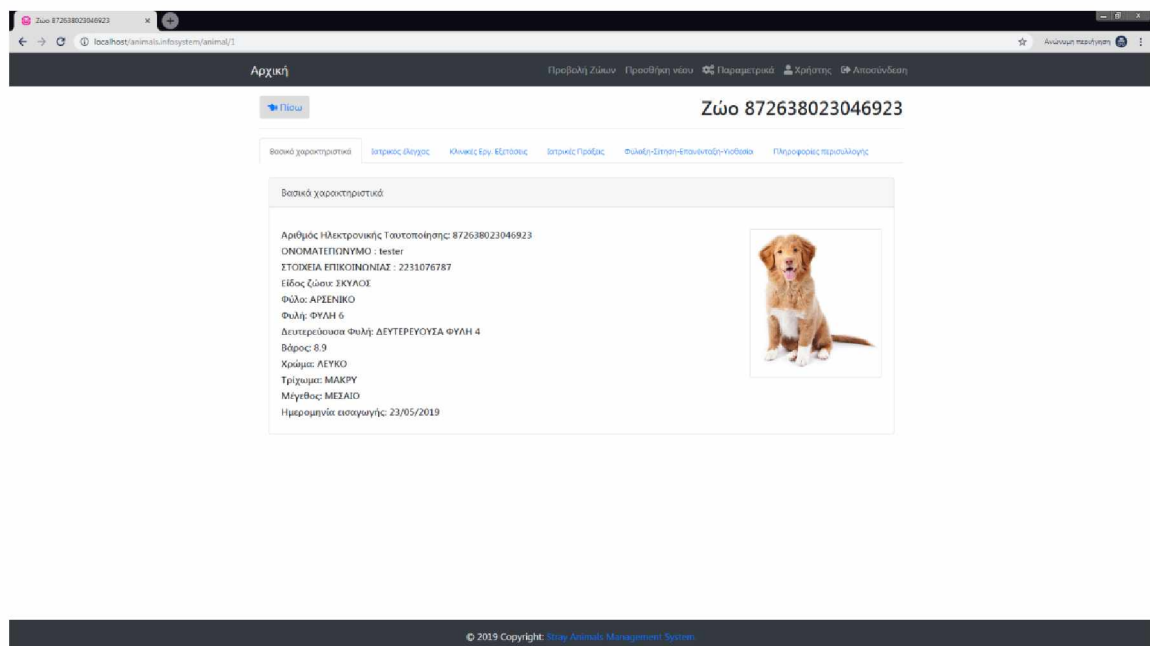 Ζώο 872638023046923
localhost/animals.infosystem/animal/1
Ανώνυμη περιήγηση
Αρχική
Προβολή Ζώων Προσθήκη νέου Παραμετρικά Χρήστης Αποσύνδεση
Πίσω
Ζώο 872638023046923
Βασικά χαρακτηριστικά Ιατρικός έλεγχος Κλινικές Εργ. Εξετάσεις Ιατρικές Πράξεις Φύλαξη-Σίτηση-Επανένταξη-Υιοθεσία Πληροφορίες περισυλλογής
Βασικά χαρακτηριστικά
Αριθμός Ηλεκτρονικής Ταυτοποίησης: 872638023046923
ΟΝΟΜΑΤΕΠΩΝΥΜΟ : tester
ΣΤΟΙΧΕΙΑ ΕΠΙΚΟΙΝΩΝΙΑΣ : 2231076787
Είδος ζώου: ΣΚΥΛΟΣ
Φύλο: ΑΡΣΕΝΙΚΟ
Φυλή: ΦΥΛΗ 6
Δευτερεύουσα Φυλή: ΔΕΥΤΕΡΕΥΟΥΣΑ ΦΥΛΗ 4
Βάρος: 8.9
Χρώμα: ΛΕΥΚΟ
Τρίχωμα: ΜΑΚΡΥ
Μέγεθος: ΜΕΣΑΙΟ
Ημερομηνία εισαγωγής: 23/05/2019
© 2019 Copyright: Stray Animals Management System